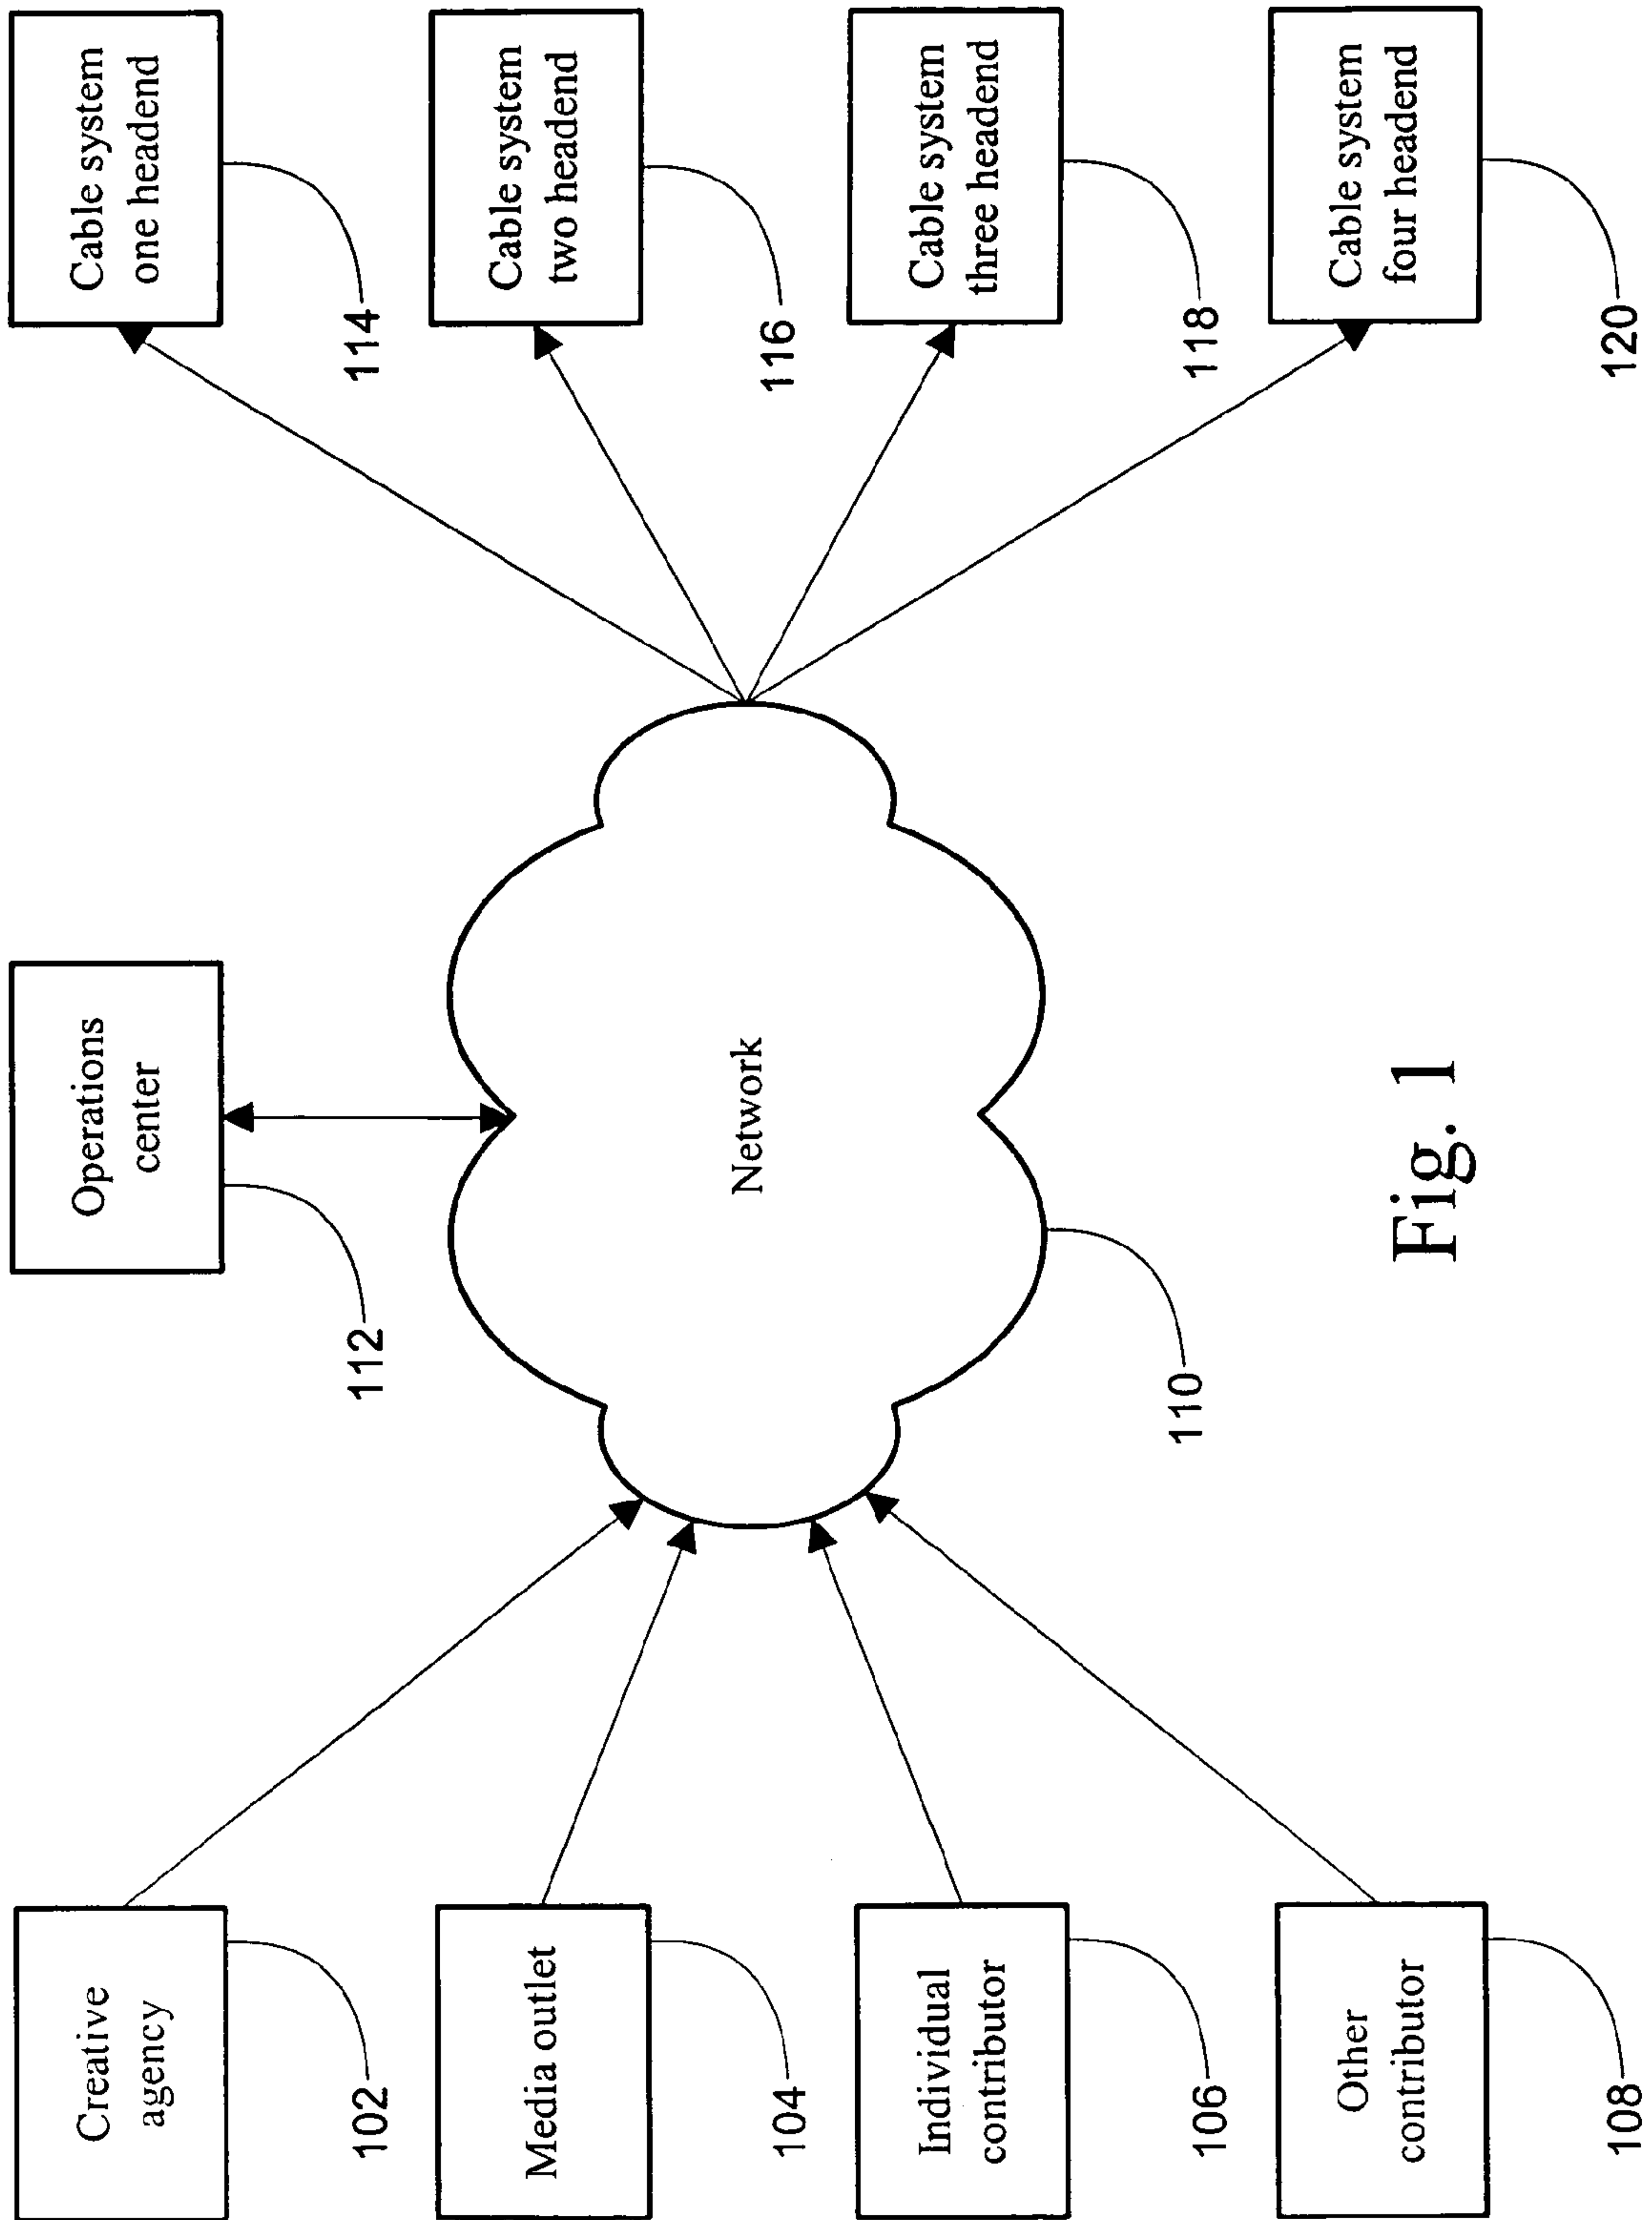 Creative
agency
102
Media outlet
104
Individual
contributor
106
Other
contributor
108
Operations
center
112
Network
110
Cable system
one headend
114
Cable system
two headend
116
Cable system
three headend
118
Cable system
four headend
120
Fig. 1